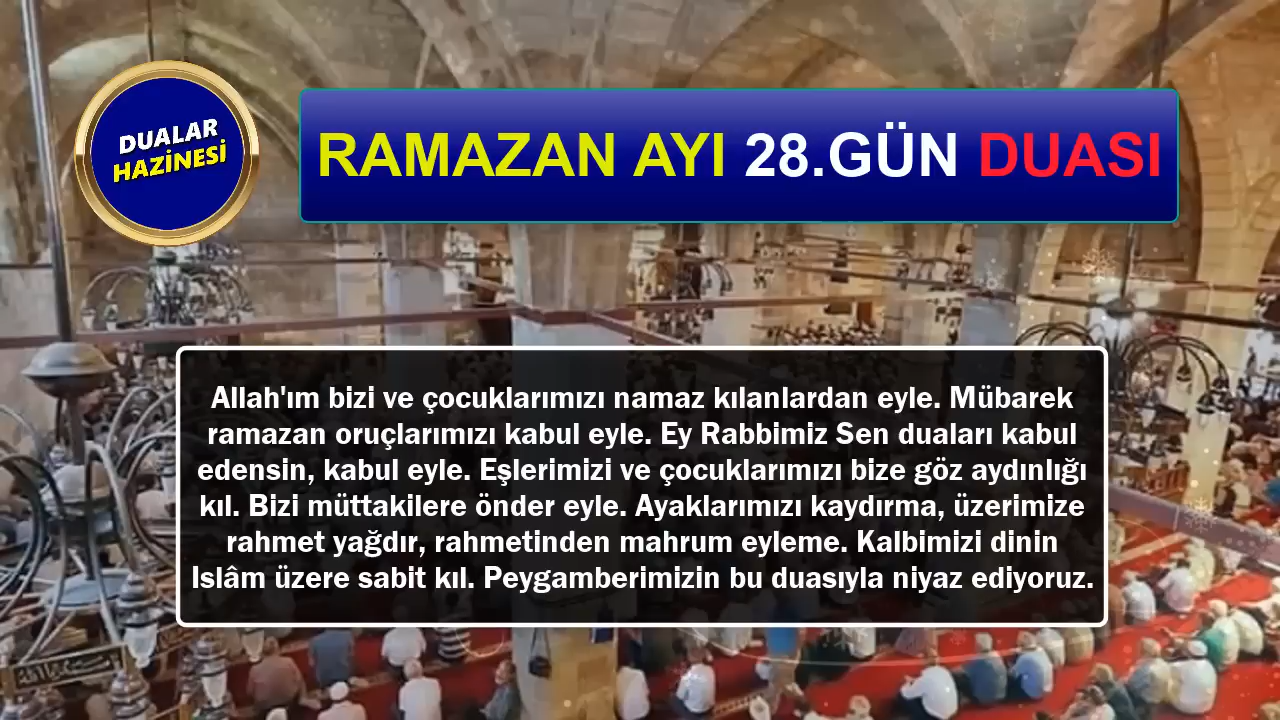 DUALAR
HAZİNESİ
RAMAZAN AYI 28.GÜN DUASI
Allah'ım bizi ve çocuklarımızı namaz kılanlardan eyle. Mübarek
ramazan oruçlarımızı kabul eyle. Ey Rabbimiz Sen duaları kabul
edensin, kabul eyle. Eşlerimizi ve çocuklarımızı bize göz aydınlığı
kıl. Bizi müttakilere önder eyle. Ayaklarımızı kaydırma, üzerimize
rahmet yağdır, rahmetinden mahrum eyleme. Kalbimizi dinin
Islâm üzere sabit kıl. Peygamberimizin bu duasıyla niyaz ediyoruz.